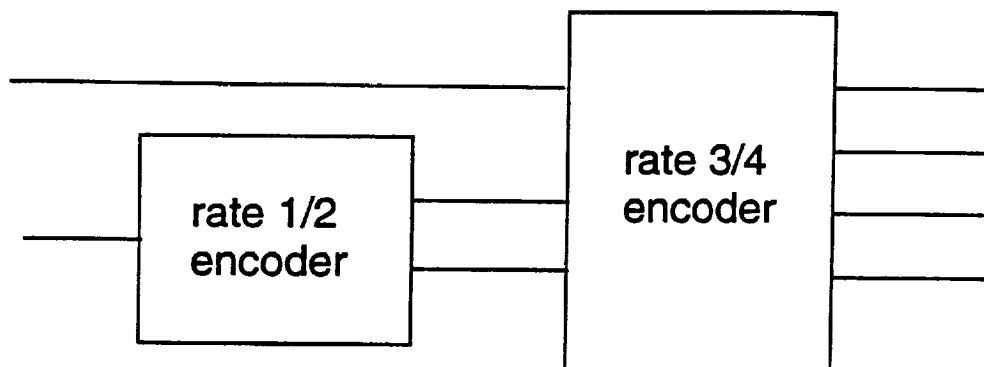 rate 1/2
encoder
rate 3/4
encoder